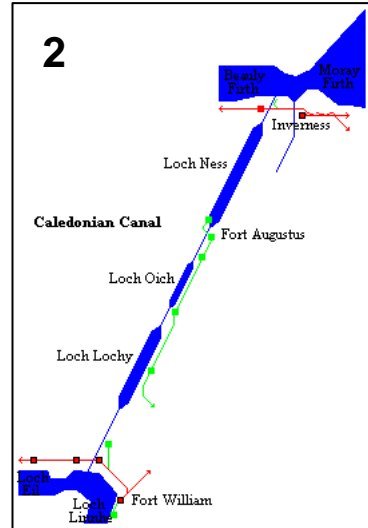 2
Beauly
Firth
Moray
Firth
Inverness
Loch Ness
Caledonian Canal
Fort Augustus
Loch Oich
Loch Lochy
Loch
Eil
Loch
Linnhe
Fort William